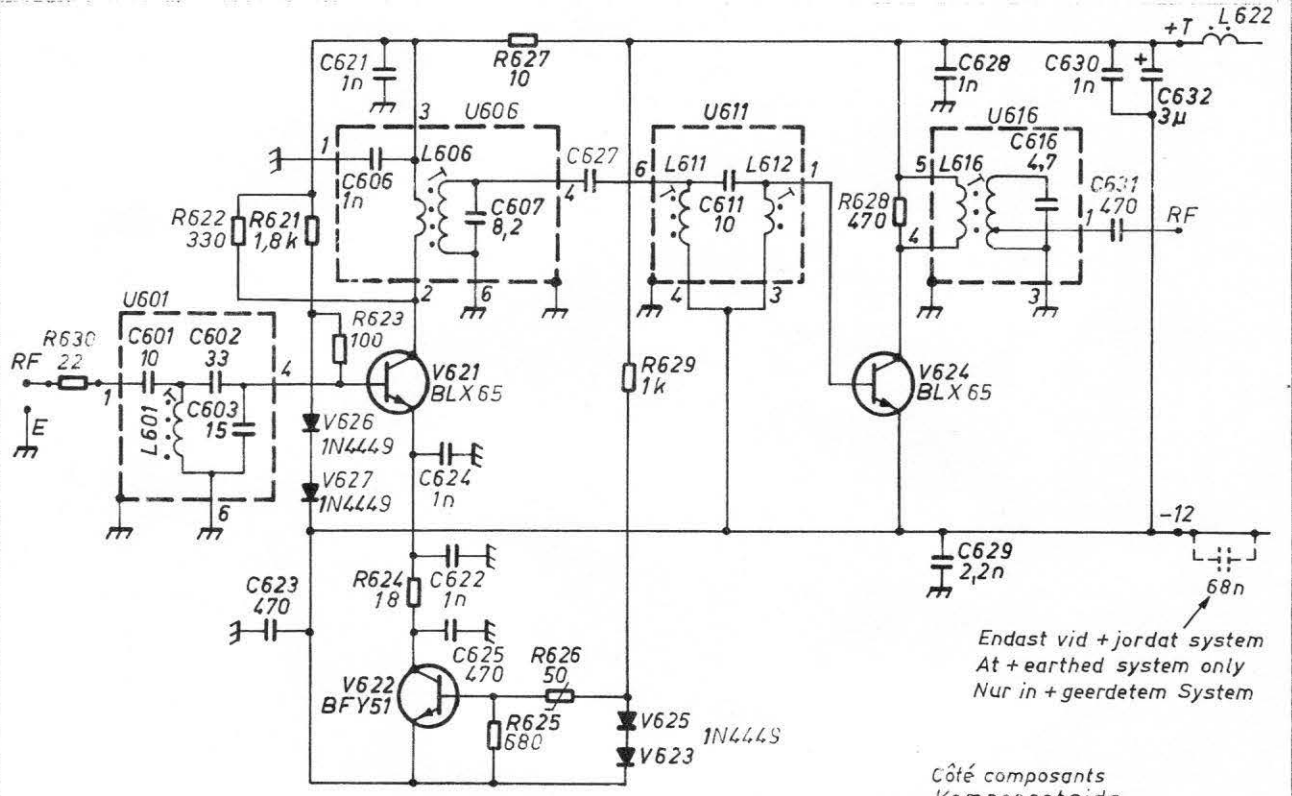 +T L622
C621
1n
R627
10
C628
1n
C630
1n
+
C632
3µ
3
U606
U611
U616
1
C606
1n
L606
C607
8,2
4
C627
6
L611
C611
10
L612
1
5
L616
C616
4,7
C631
470
RF
1
R628
470
4
R622
330
R621
1,8k
2
6
4
3
3
U601
R630
22
RF
C601
10
C602
33
4
1
E
L601
C603
15
6
R623
100
V621
BLX65
R629
1k
V624
BLX65
V626
1N4449
V627
1N4449
C624
1n
-12
C629
2,2n
68n
C623
470
R624
18
C622
1n
C625
470
R626
50
V622
BFY51
R625
680
V625
V623
1N4449
Endast vid + jordat system
At + earthed system only
Nur in + geerdetem System
Côté composants